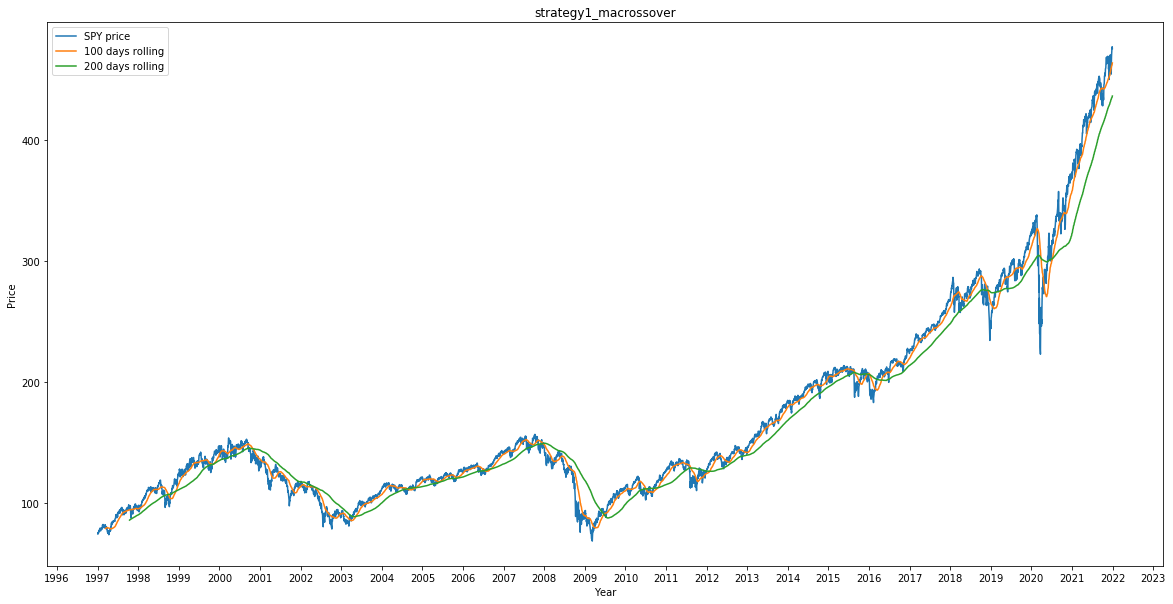 strategy1_macrossover
SPY price
100 days rolling
200 days rolling
Price
400
300
200
100
1996 1997 1998 1999 2000 2001 2002 2003 2004 2005 2006 2007 2008 2009 2010 2011 2012 2013 2014 2015 2016 2017 2018 2019 2020 2021 2022 2023
Year